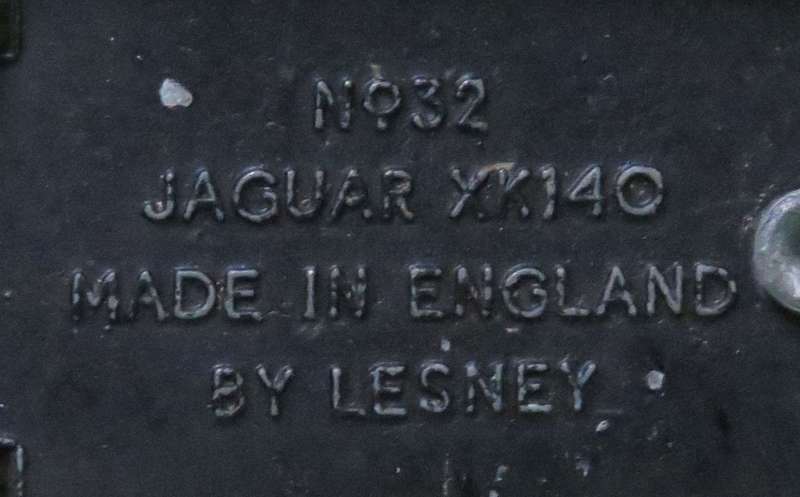 Nº32
JAGUAR XK140
MADE IN ENGLAND
BY LESNEY